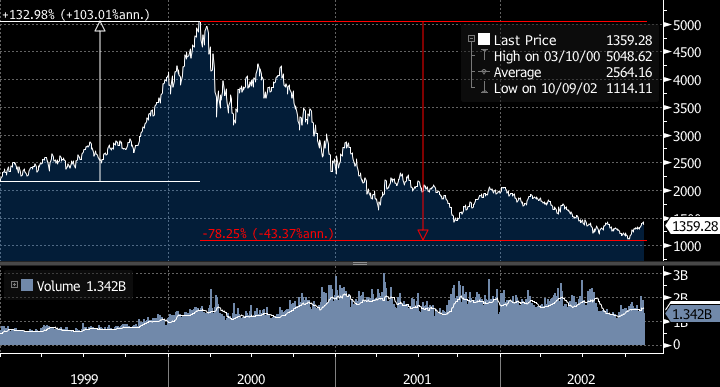 +132.98% (+103.01%ann.)
Last Price 1359.28
High on 03/10/00 5048.62
Average 2564.16
Low on 10/09/02 1114.11
5000
4500
4000
3500
3000
2500
2000
1500
1359.28
1000
-78.25% (-43.37%ann.)
Volume 1.342B
3B
2B
1.342B
1B
0
1999 2000 2001 2002